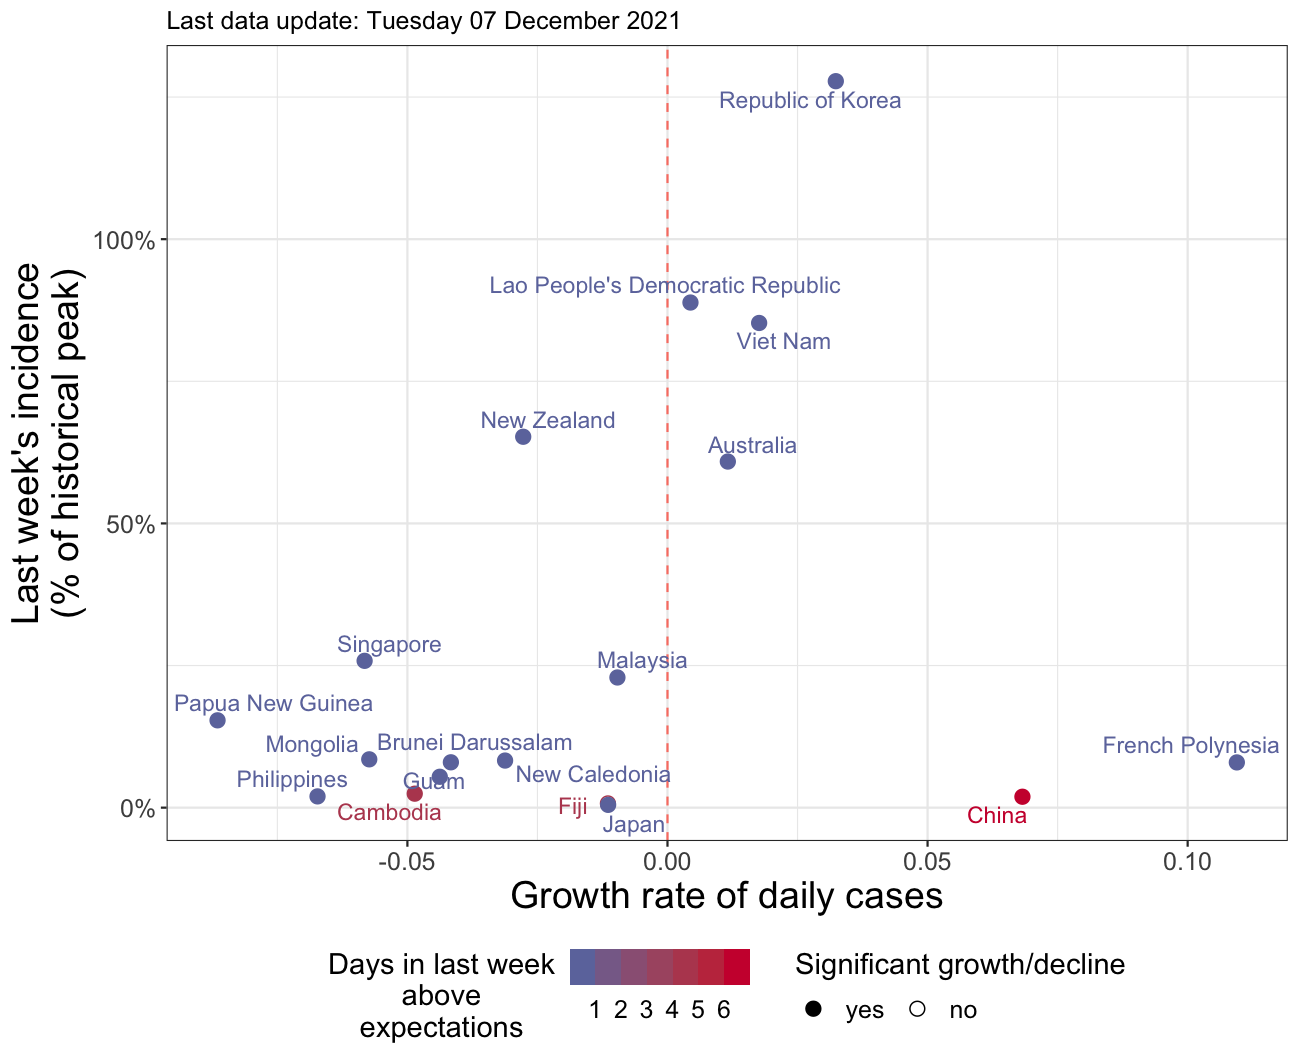 Last data update: Tuesday 07 December 2021
Republic of Korea
100%
Lao People's Democratic Republic
Viet Nam
New Zealand
Australia
Last week's incidence
(% of historical peak)
50%
Singapore
Malaysia
Papua New Guinea
Mongolia
Brunei Darussalam
French Polynesia
Philippines
Guam
New Caledonia
0%
Cambodia
Fiji
Japan
China
-0.05
0.00
0.05
0.10
Growth rate of daily cases
Days in last week
above
expectations
1 2 3 4 5 6
Significant growth/decline
yes
no